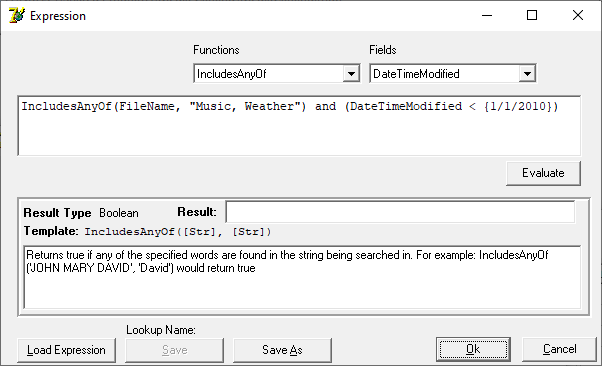 Expression
Functions Fields
IncludesAnyOf DateTimeModified
IncludesAnyOf(FileName, "Music, Weather") and (DateTimeModified < {1/1/2010})
Evaluate
Result Type Boolean Result:
Template: IncludesAnyOf([Str], [Str])
Returns true if any of the specified words are found in the string being searched in. For example: IncludesAnyOf
('JOHN MARY DAVID', 'David') would return true
Lookup Name:
Load Expression Save Save As Ok Cancel